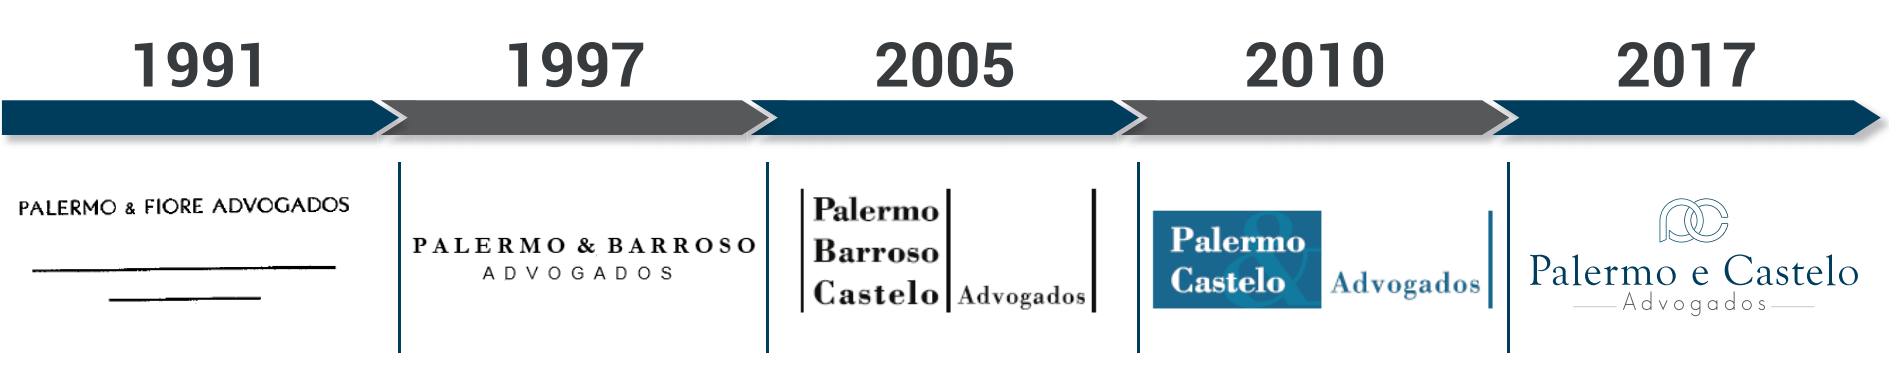 1991
1997
2005
2010
2017
PALERMO & FIORE ADVOGADOS
PALERMO & BARROSO
ADVOGADOS
Palermo
Barroso
Castelo
Advogados
&
Palermo
Castelo
Advogados
PC
Palermo e Castelo
Advogados